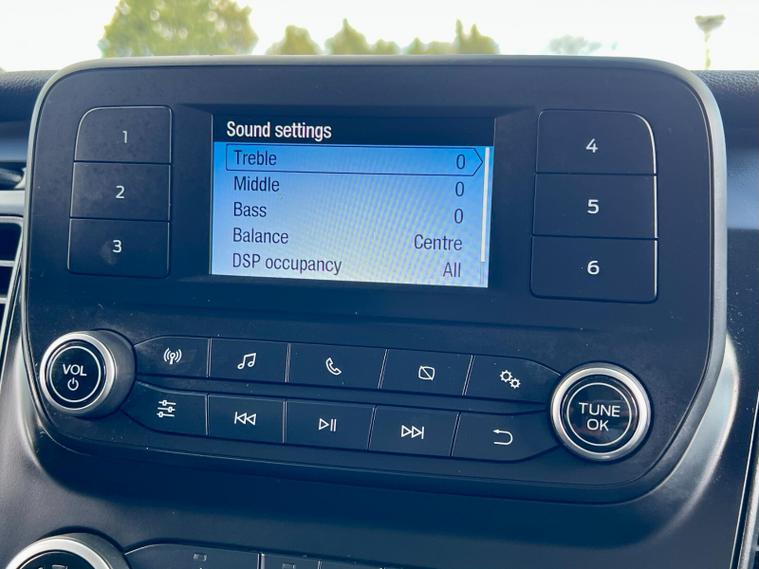 Sound settings
Treble 0
Middle 0
Bass 0
Balance Centre
DSP occupancy All
1
2
3
4
5
6
VOL
TUNE
OK